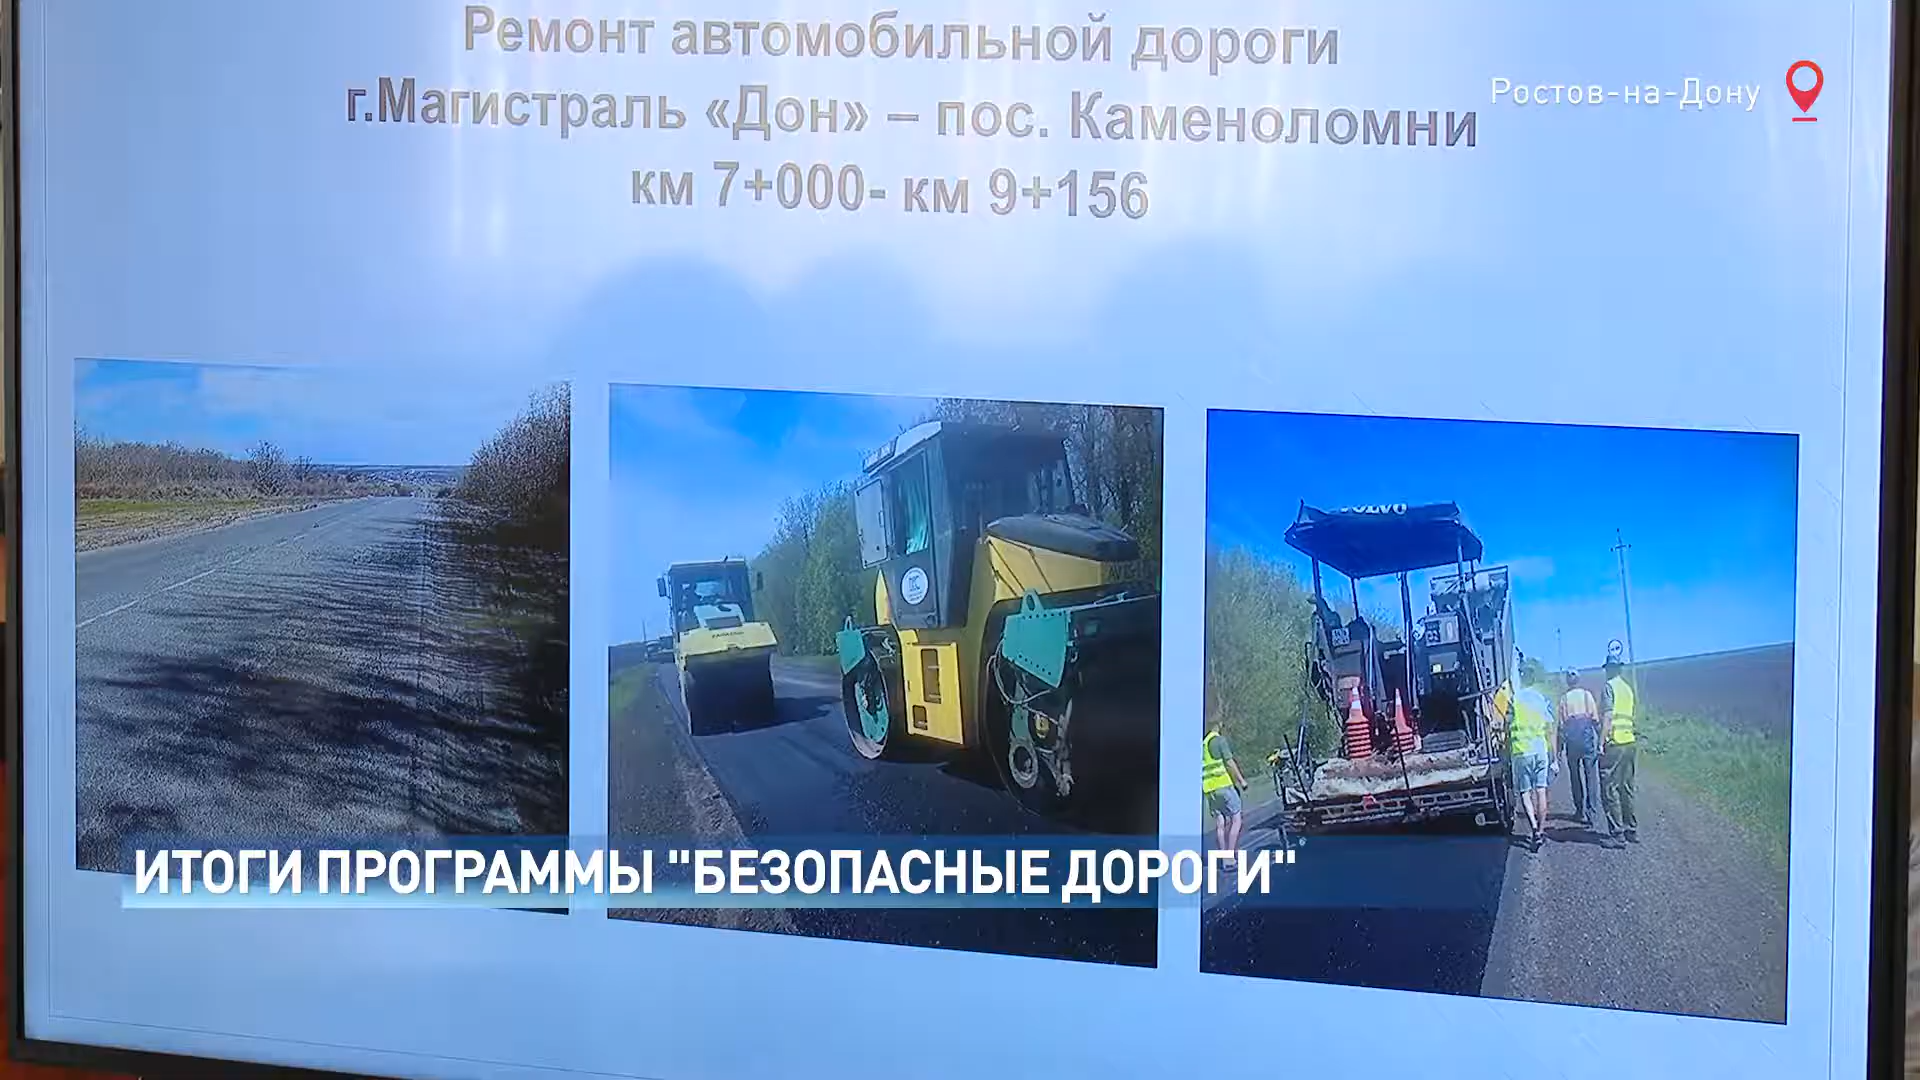 Ремонт автомобильной дороги
г.Магистраль «Дон» – пос. Каменоломни
км 7+000- км 9+156
Ростов-на-Дону
VOLVO
ИТОГИ ПРОГРАММЫ "БЕЗОПАСНЫЕ ДОРОГИ"